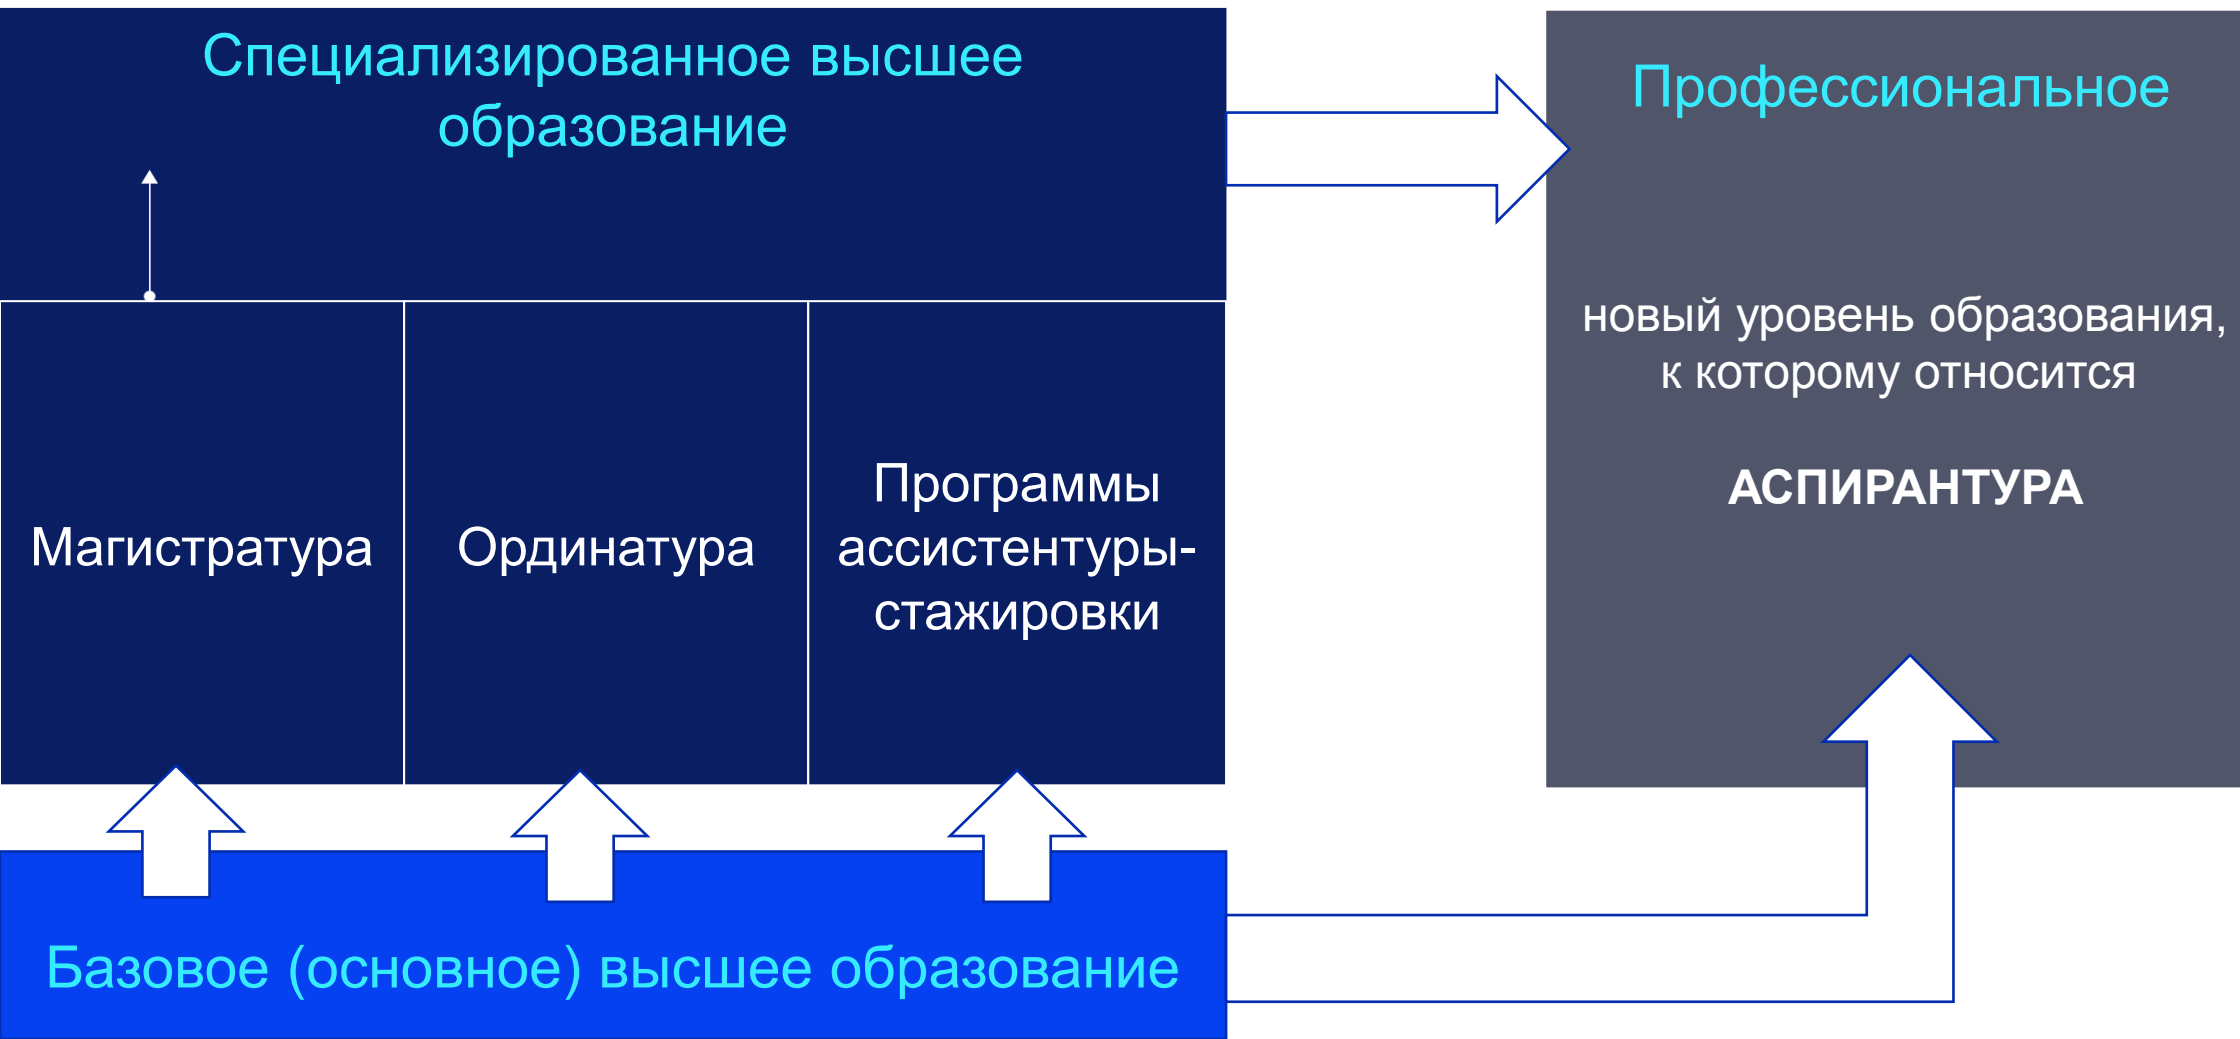 Специализированное высшее
образование
Магистратура
Ординатура
Программы
ассистентуры-
стажировки
Базовое (основное) высшее образование
Профессиональное
новый уровень образования,
к которому относится
АСПИРАНТУРА